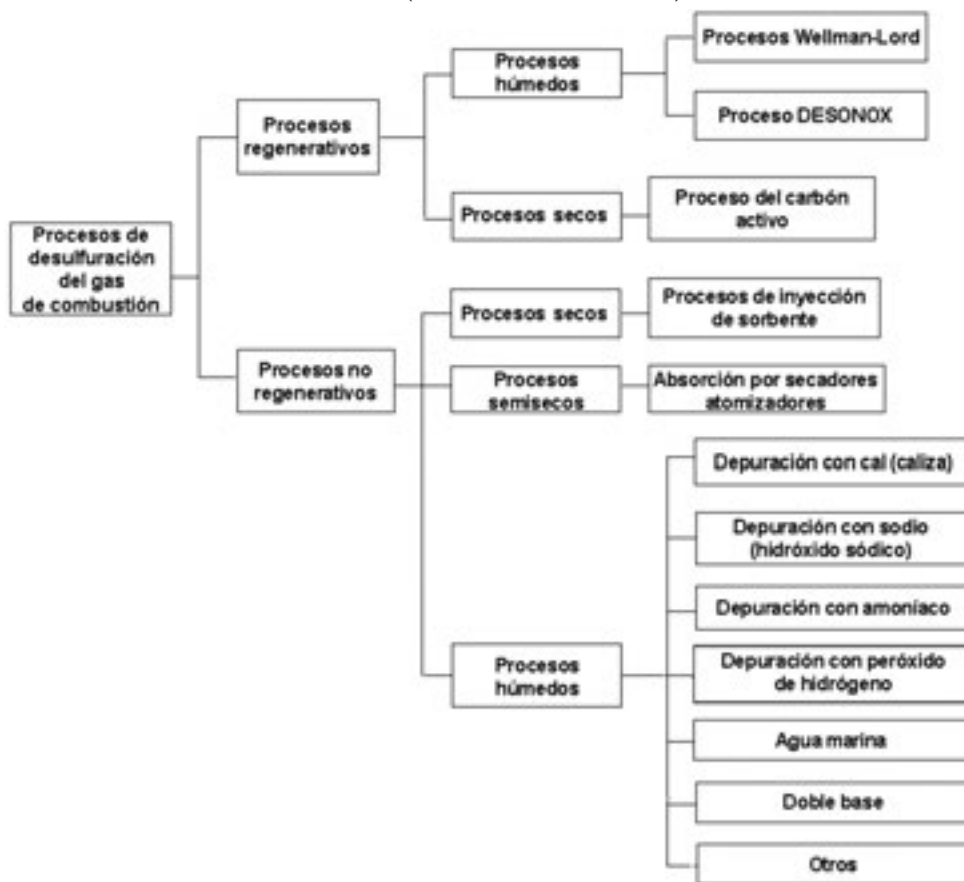 Procesos de
desulfuración
del gas
de combustión
Procesos
regenerativos
Procesos
húmedos
Procesos Wellman-Lord
Proceso DESONOX
Procesos secos
Proceso del carbón
activo
Procesos no
regenerativos
Procesos secos
Procesos de inyección
de sorbente
Procesos
semisecos
Absorción por secadores
atomizadores
Procesos
húmedos
Depuración con cal (caliza)
Depuración con sodio
(hidróxido sódico)
Depuración con amoníaco
Depuración con peróxido
de hidrógeno
Agua marina
Doble base
Otros